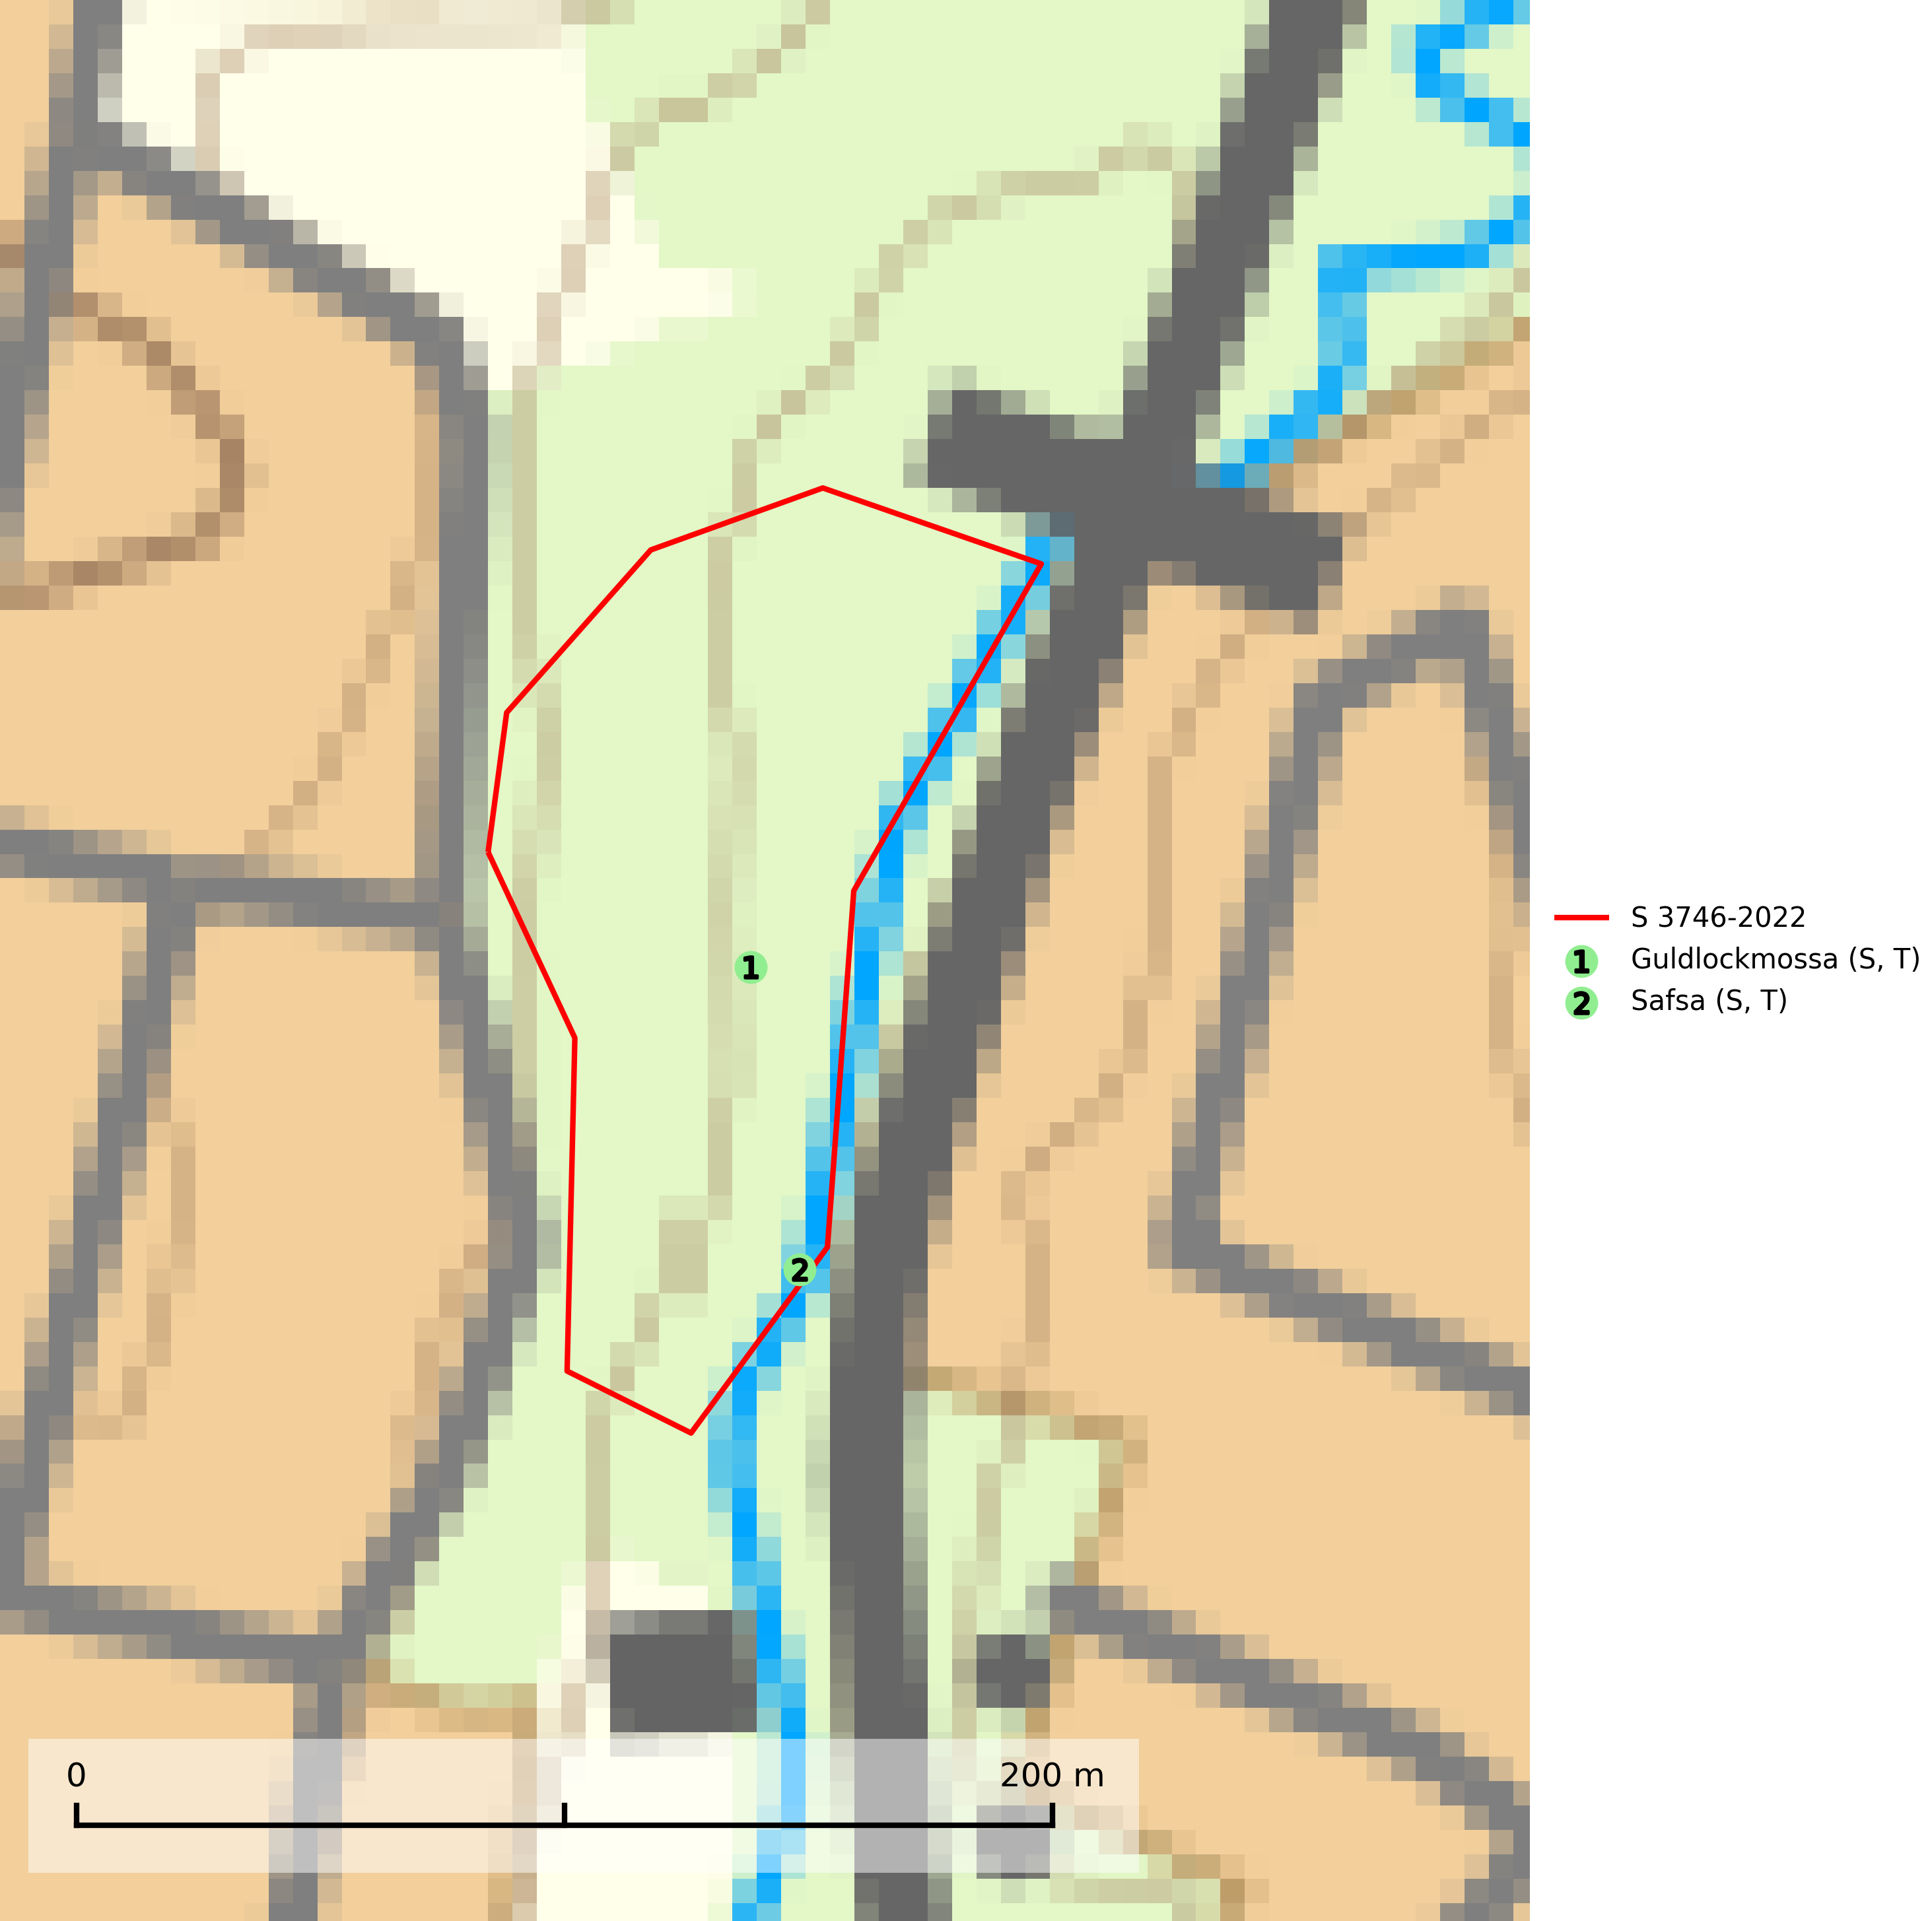 1
2
S 3746-2022
1 Guldlockmossa (S, T)
2 Safsa (S, T)
0 200 m